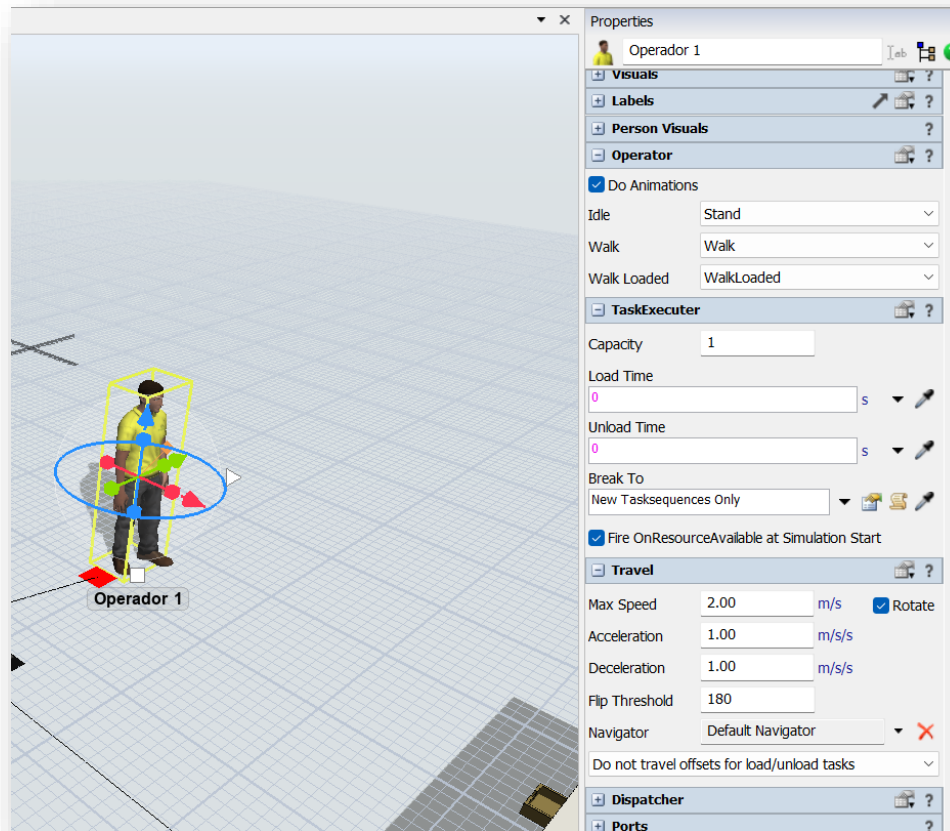 Properties
Operador 1
Visuals
?
Labels
?
Person Visuals
?
Operator
?
Do Animations
Idle Stand
Walk Walk
Walk Loaded WalkLoaded
TaskExecuter
?
Capacity 1
Load Time
0 s
Unload Time
0 s
Break To
New Tasksequences Only
Fire OnResourceAvailable at Simulation Start
Travel
?
Max Speed 2.00 m/s Rotate
Acceleration 1.00 m/s/s
Deceleration 1.00 m/s/s
Flip Threshold 180
Navigator Default Navigator
Do not travel offsets for load/unload tasks
Dispatcher
?
Ports
?
Operador 1